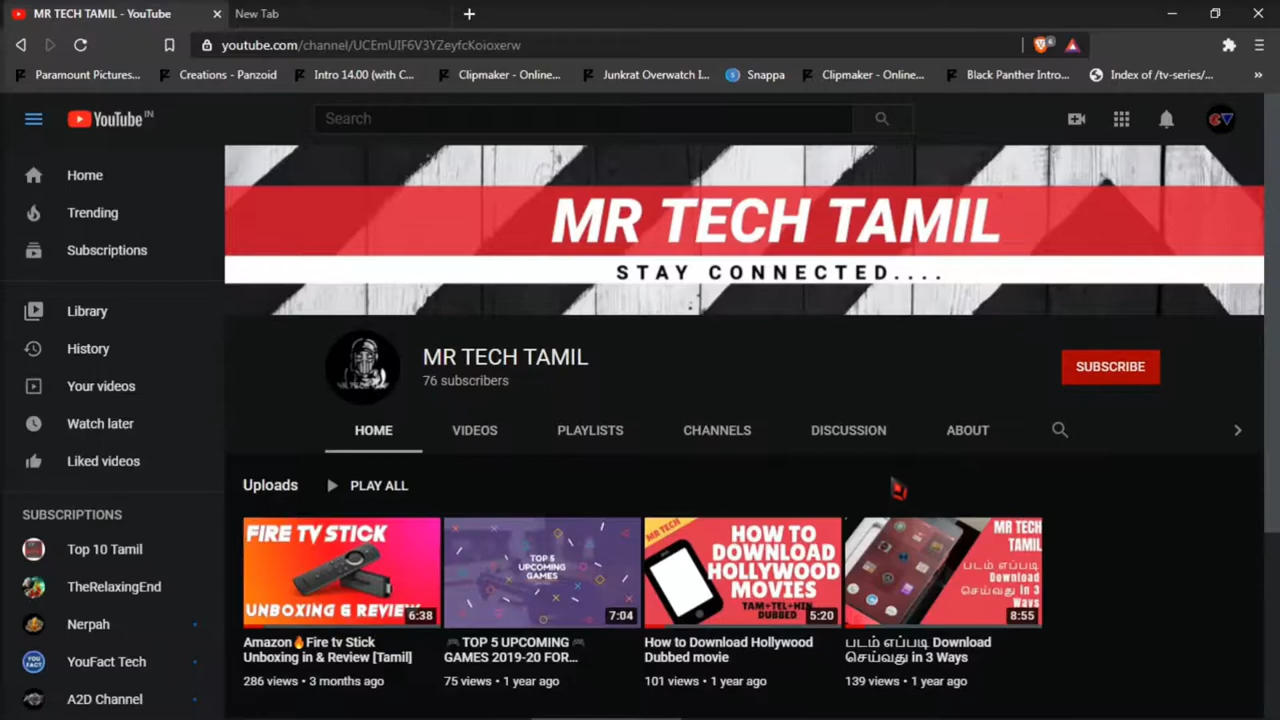 MR TECH TAMIL - YouTube
New Tab
youtube.com/channel/UCEmUIF6V3YZeyfcKoioxerw
6
Paramount Pictures...
Creations - Panzoid
Intro 14.00 (with C...
Clipmaker - Online...
Junkrat Overwatch I...
Snappa
Clipmaker - Online...
Black Panther Intro...
Index of /tv-series/...
YouTube IN
Search
Home
Trending
Subscriptions
Library
History
Your videos
Watch later
Liked videos
SUBSCRIPTIONS
Top 10 Tamil
TheRelaxingEnd
Nerpah
YouFact Tech
A2D Channel
MR TECH TAMIL
STAY CONNECTED....
MR TECH TAMIL
76 subscribers
SUBSCRIBE
HOME
VIDEOS
PLAYLISTS
CHANNELS
DISCUSSION
ABOUT
Uploads
PLAY ALL
FIRE TV STICK
UNBOXING & REVIEW
6:38
Amazon🔥Fire tv Stick
Unboxing in & Review [Tamil]
286 views • 3 months ago
TOP 5
UPCOMING
GAMES
7:04
🎮TOP 5 UPCOMING 🎮
GAMES 2019-20 FOR...
75 views • 1 year ago
MR TECH
HOW TO
DOWNLOAD
HOLLYWOOD
MOVIES
TAM+TEL+HIN
DUBBED
5:20
How to Download Hollywood
Dubbed movie
101 views • 1 year ago
MR TECH
TAMIL
படம் எப்படி
Download
செய்வது in 3
Ways
8:55
படம் எப்படி Download
செய்வது in 3 Ways
139 views • 1 year ago